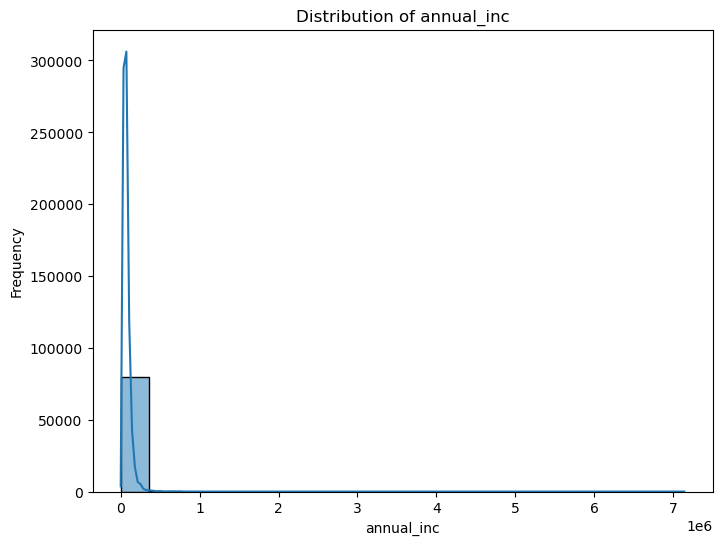 Distribution of annual_inc
300000
250000
200000
150000
100000
50000
0
Frequency
0 1 2 3 4 5 6 7
1e6
annual_inc